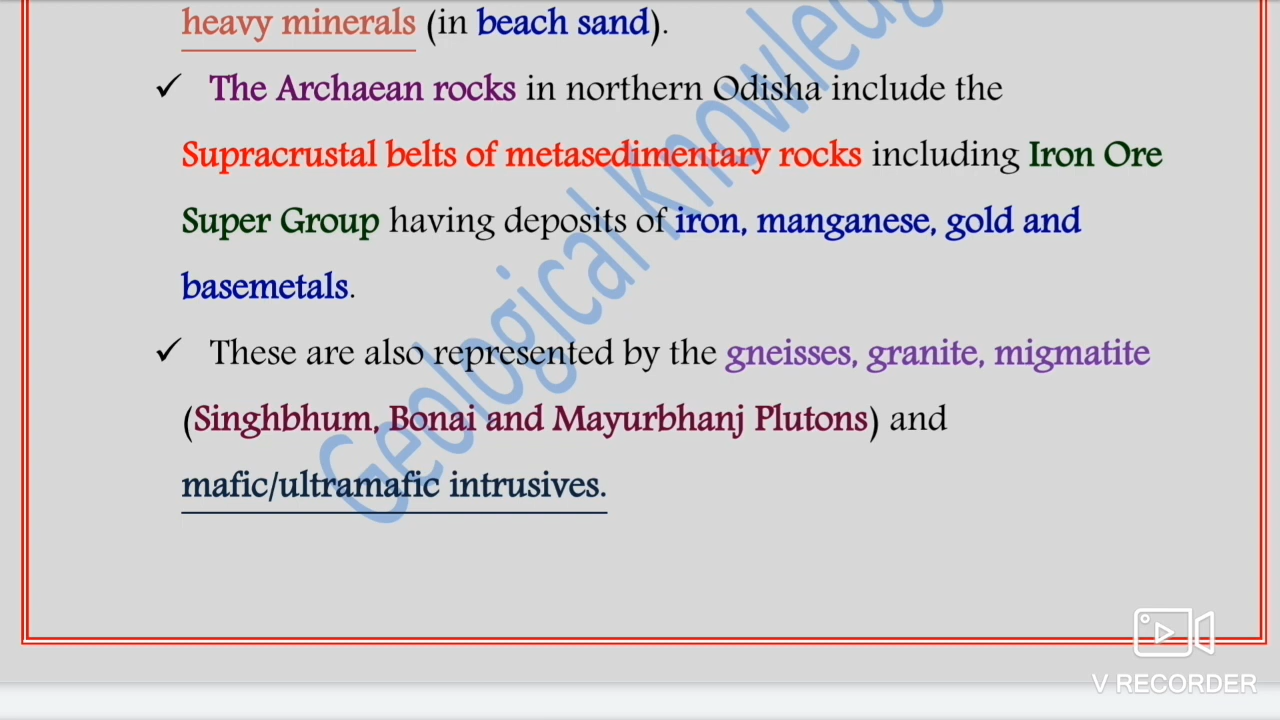 heavy minerals (in beach sand).
✓ The Archaean rocks in northern Odisha include the
Supracrustal belts of metasedimentary rocks including Iron Ore
Super Group having deposits of iron, manganese, gold and
basemetals.
✓ These are also represented by the gneisses, granite, migmatite
(Singhbhum, Bonai and Mayurbhanj Plutons) and
mafic/ultramafic intrusives.
Geological Knowledg
V RECORDER